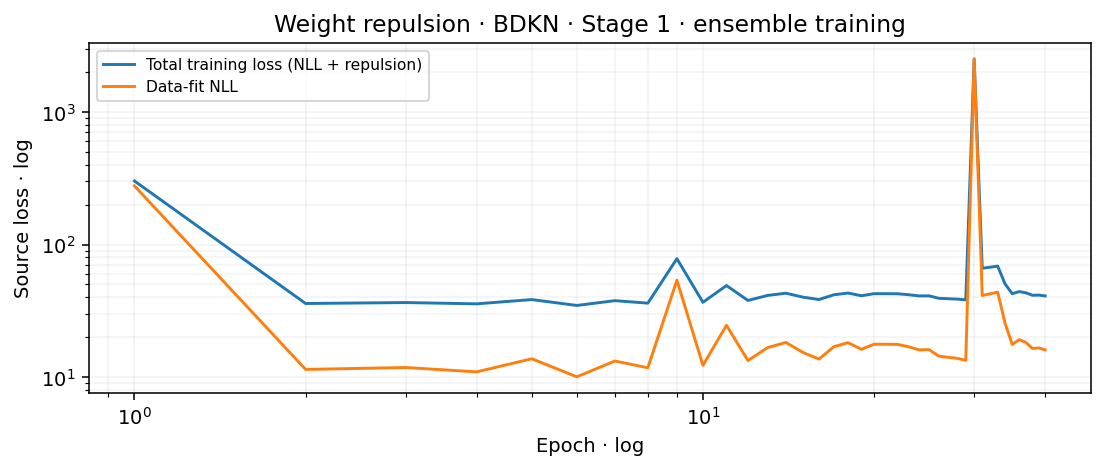 Weight repulsion · BDKN · Stage 1 · ensemble training
Total training loss (NLL + repulsion)
Data-fit NLL
Source loss · log
10³
10²
10¹
10⁰
10¹
Epoch · log